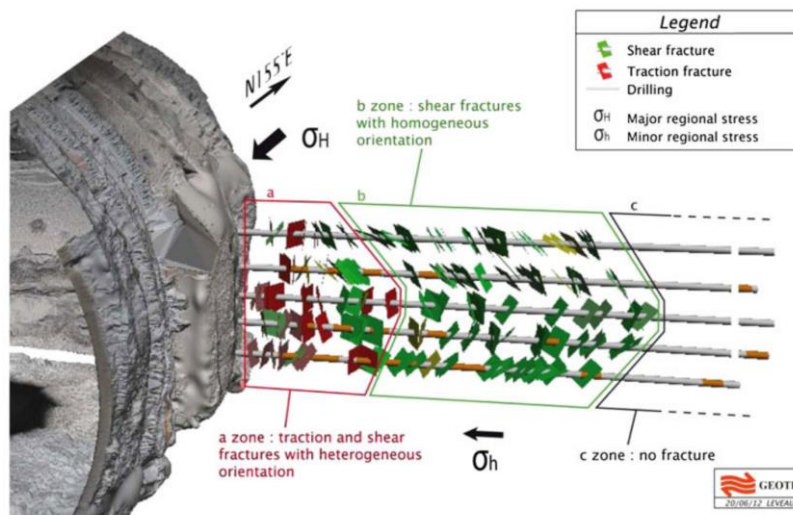 Legend
Shear fracture
Traction fracture
Drilling
σH Major regional stress
σh Minor regional stress
N155°E
σH
b zone : shear fractures
with homogeneous
orientation
a
b
c
a zone : traction and shear
fractures with heterogeneous
orientation
σh
c zone : no fracture
20/06/12 LEVEAU